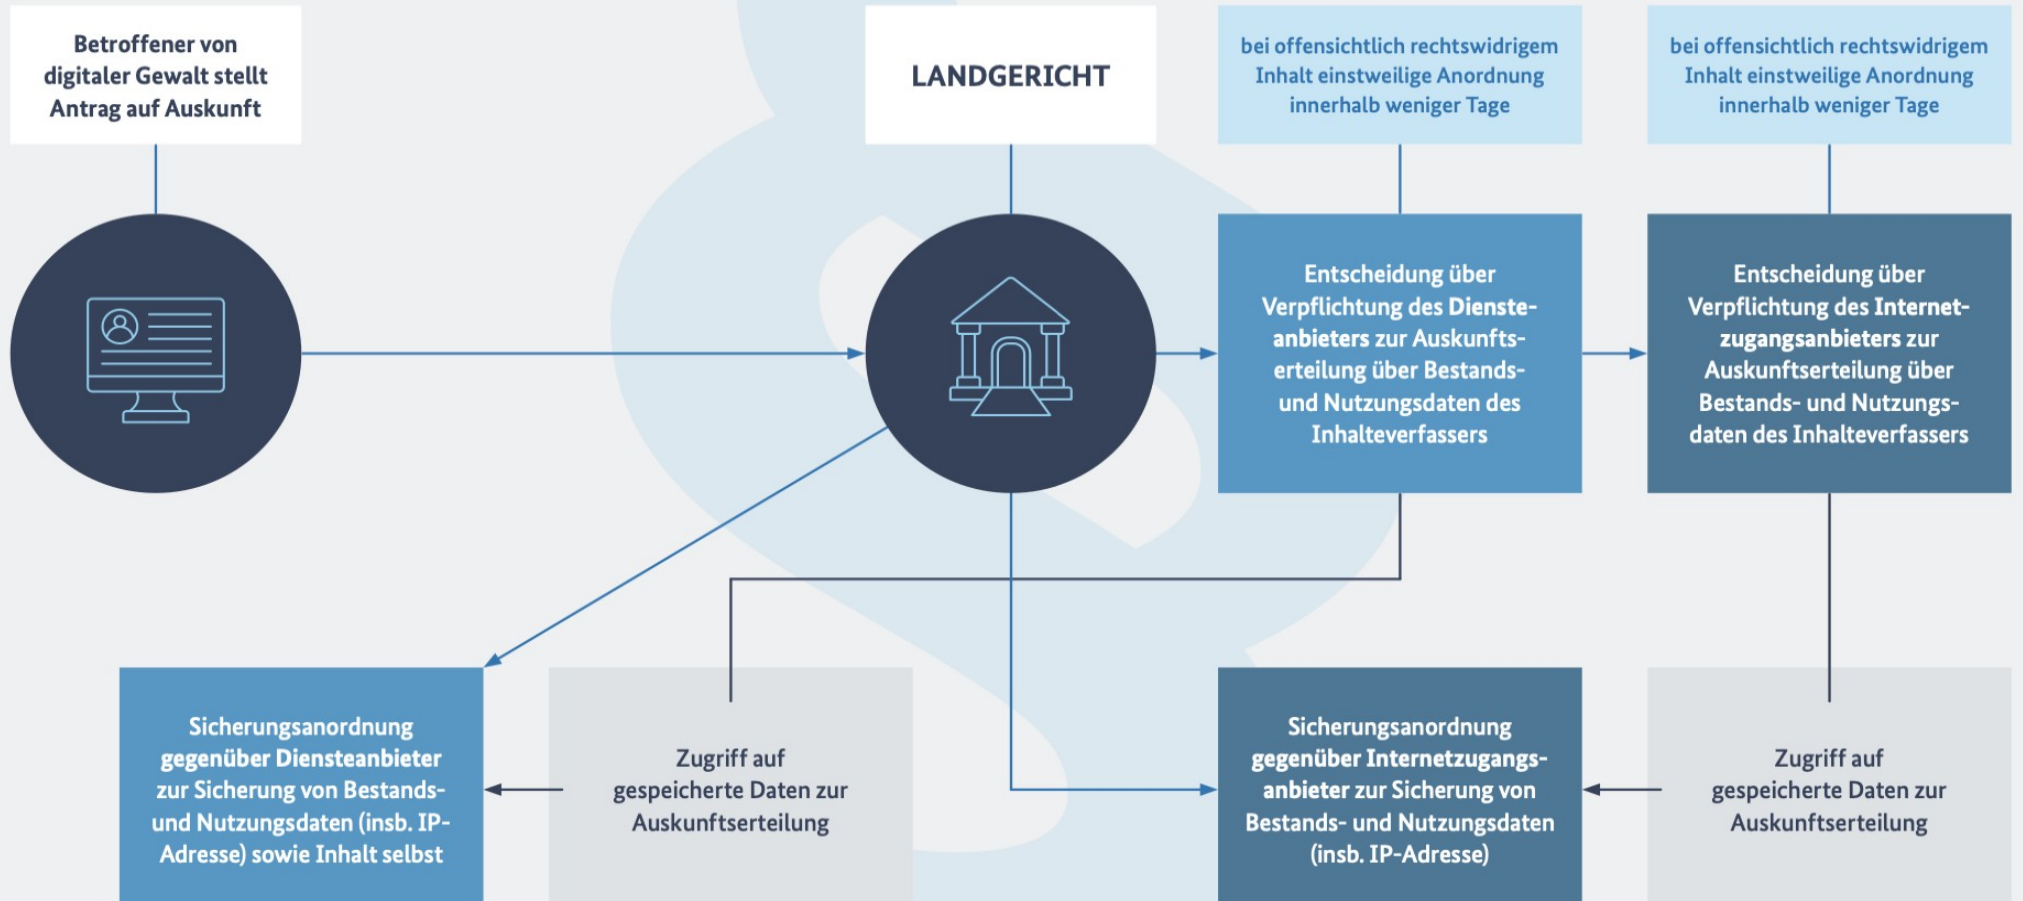 Betroffener von
digitaler Gewalt stellt
Antrag auf Auskunft
LANDGERICHT
bei offensichtlich rechtswidrigem
Inhalt einstweilige Anordnung
innerhalb weniger Tage
bei offensichtlich rechtswidrigem
Inhalt einstweilige Anordnung
innerhalb weniger Tage
Entscheidung über
Verpflichtung des Dienste-
anbieters zur Auskunfts-
erteilung über Bestands-
und Nutzungsdaten des
Inhalteverfassers
Entscheidung über
Verpflichtung des Internet-
zugangsanbieters zur
Auskunftserteilung über
Bestands- und Nutzungs-
daten des Inhalteverfassers
Sicherungsanordnung
gegenüber Diensteanbieter
zur Sicherung von Bestands-
und Nutzungsdaten (insb. IP-
Adresse) sowie Inhalt selbst
Zugriff auf
gespeicherte Daten zur
Auskunftserteilung
Sicherungsanordnung
gegenüber Internetzugangs-
anbieter zur Sicherung von
Bestands- und Nutzungsdaten
(insb. IP-Adresse)
Zugriff auf
gespeicherte Daten zur
Auskunftserteilung